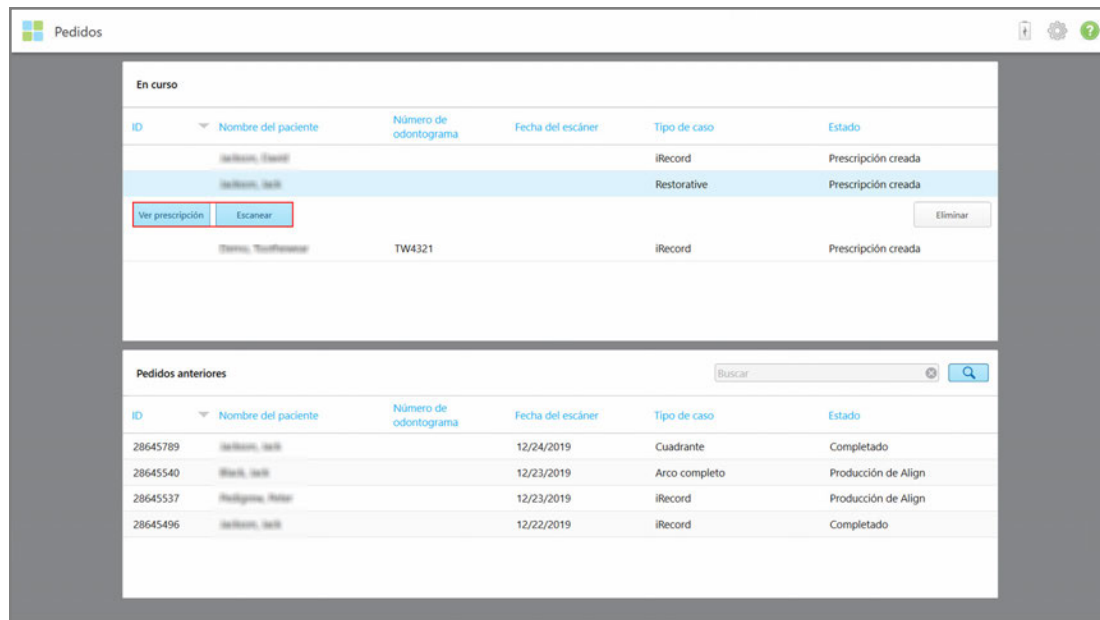 Pedidos
En curso
ID Nombre del paciente Número de odontograma Fecha del escáner Tipo de caso Estado
iRecord Prescripción creada
Restorative Prescripción creada
Ver prescripción Escanear Eliminar
TW4321 iRecord Prescripción creada
Pedidos anteriores Buscar
ID Nombre del paciente Número de odontograma Fecha del escáner Tipo de caso Estado
28645789 12/24/2019 Cuadrante Completado
28645540 12/23/2019 Arco completo Producción de Align
28645537 12/23/2019 iRecord Producción de Align
28645496 12/22/2019 iRecord Completado